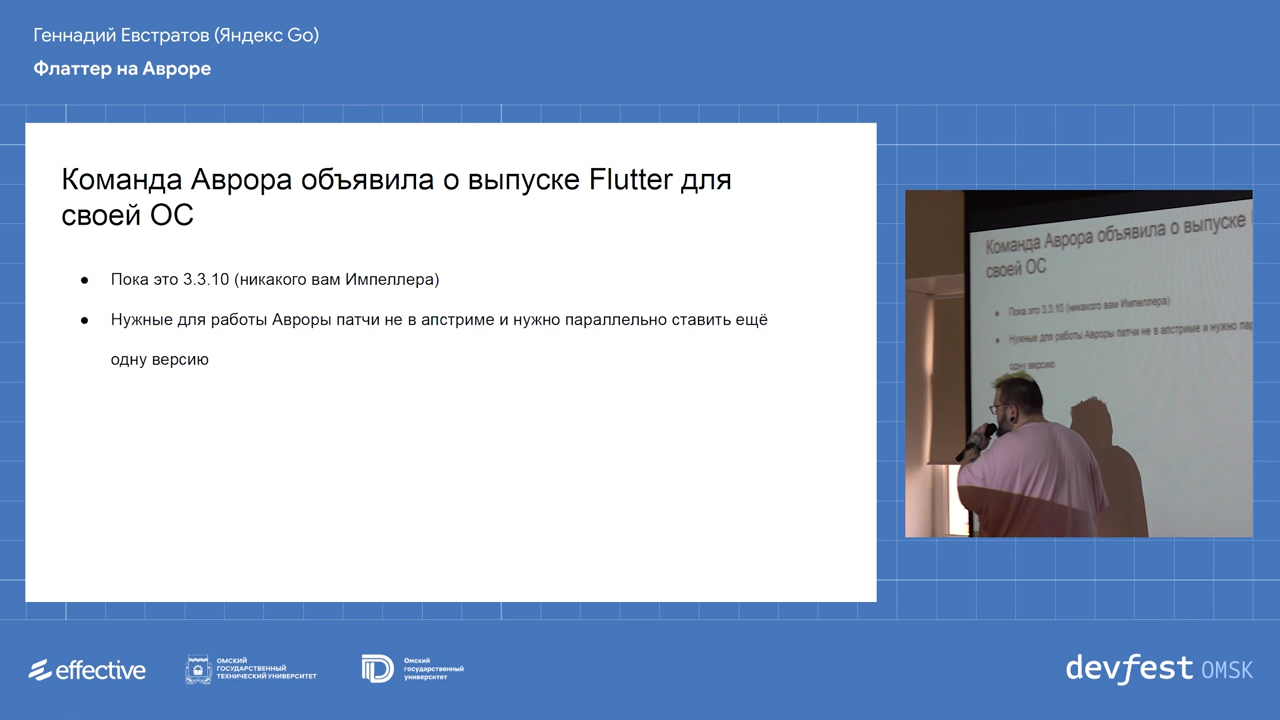 Геннадий Евстратов (Яндекс Go)
Флаттер на Авроре
Команда Аврора объявила о выпуске Flutter для
своей ОС
● Пока это 3.3.10 (никакого вам Импеллера)
● Нужные для работы Авроры патчи не в апстриме и нужно параллельно ставить ещё
одну версию
Команда Аврора объявила о выпуске
своей ОС
● Пока это 3.3.10 (никакого вам Импеллера)
● Нужные для работы Авроры патчи не в апстриме и нужно пар
одну версию
effective
ОМСКИЙ
ГОСУДАРСТВЕННЫЙ
ТЕХНИЧЕСКИЙ УНИВЕРСИТЕТ
Омский
государственный
университет
devfest OMSK